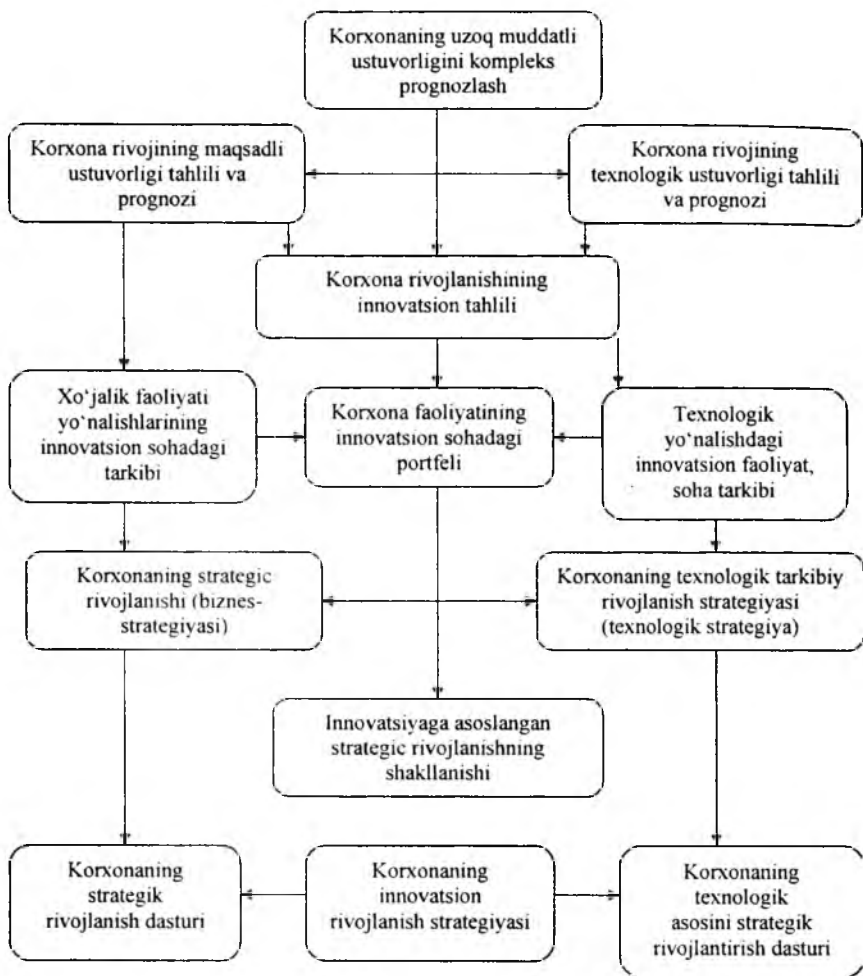 Korxonaning uzoq muddatli
ustuvorligini kompleks
prognozlash
Korxona rivojining maqsadli
ustuvorligi tahlili va
prognozi
Korxona rivojining
texnologik ustuvorligi tahlili
va prognozi
Korxona rivojlanishining
innovatsion tahlili
Xo‘jalik faoliyati
yo‘nalishlarining
innovatsion sohadagi
tarkibi
Korxona faoliyatining
innovatsion sohadagi
portfeli
Texnologik
yo‘nalishdagi
innovatsion faoliyat,
soha tarkibi
Korxonaning strategic
rivojlanishi (biznes-
strategiyasi)
Korxonaning texnologik tarkibiy
rivojlanish strategiyasi
(texnologik strategiya)
Innovatsiyaga asoslangan
strategic rivojlanishning
shakllanishi
Korxonaning
strategik
rivojlanish dasturi
Korxonaning
innovatsion
rivojlanish strategiyasi
Korxonaning
texnologik
asosini strategik
rivojlantirish dasturi